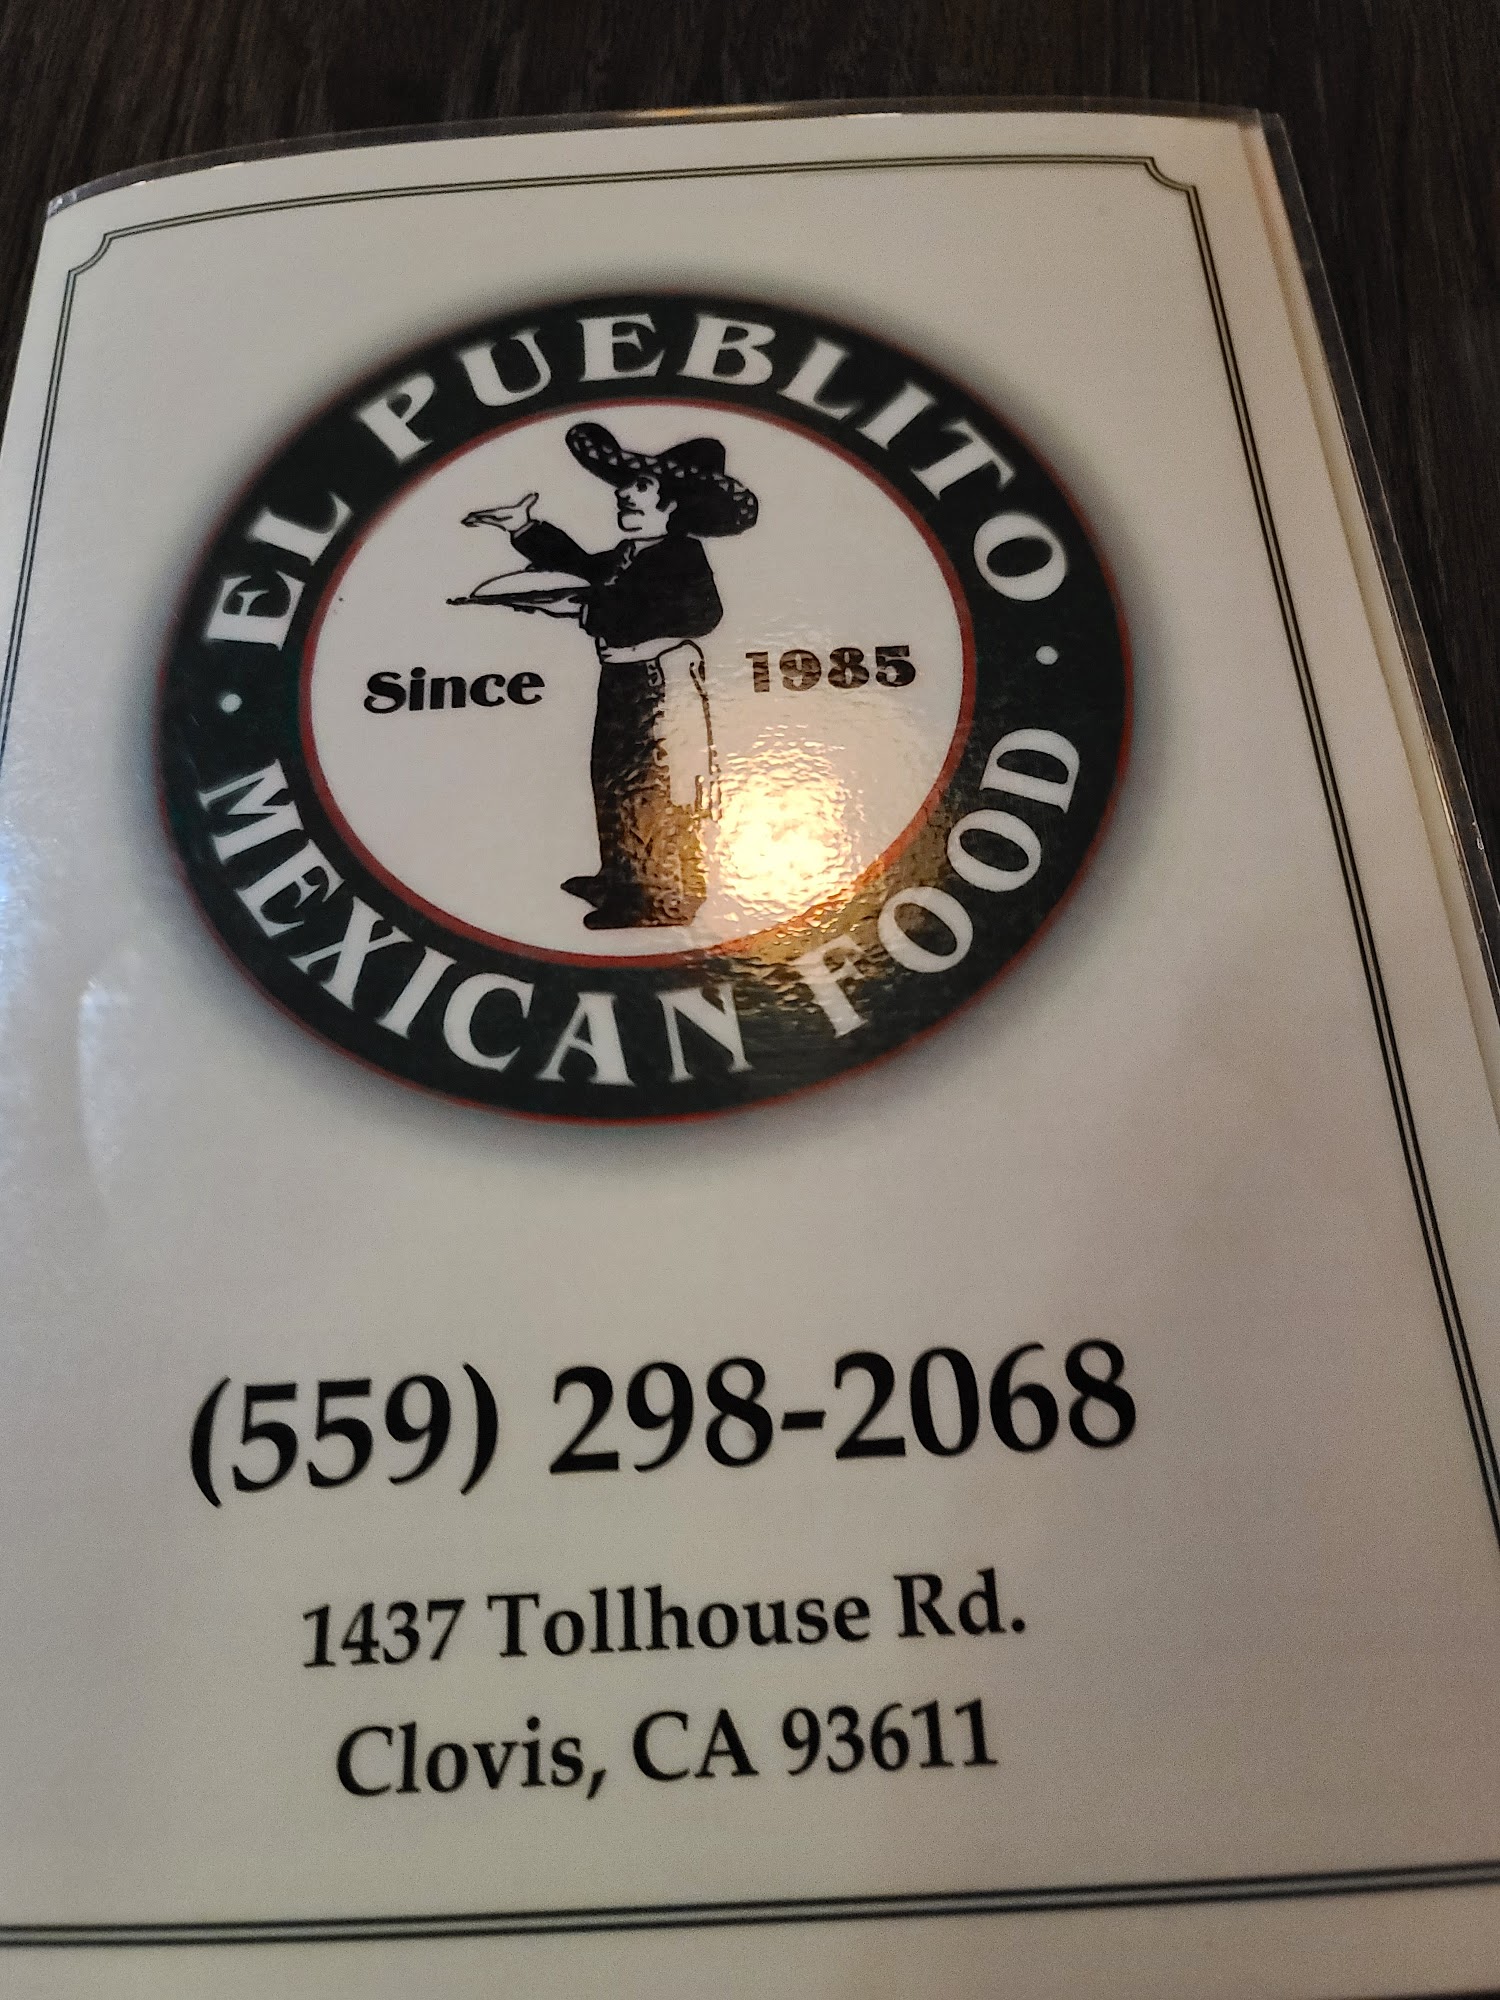 EL PUEBLITO
Since 1985
MEXICAN FOOD
(559) 298-2068
1437 Tollhouse Rd.
Clovis, CA 93611